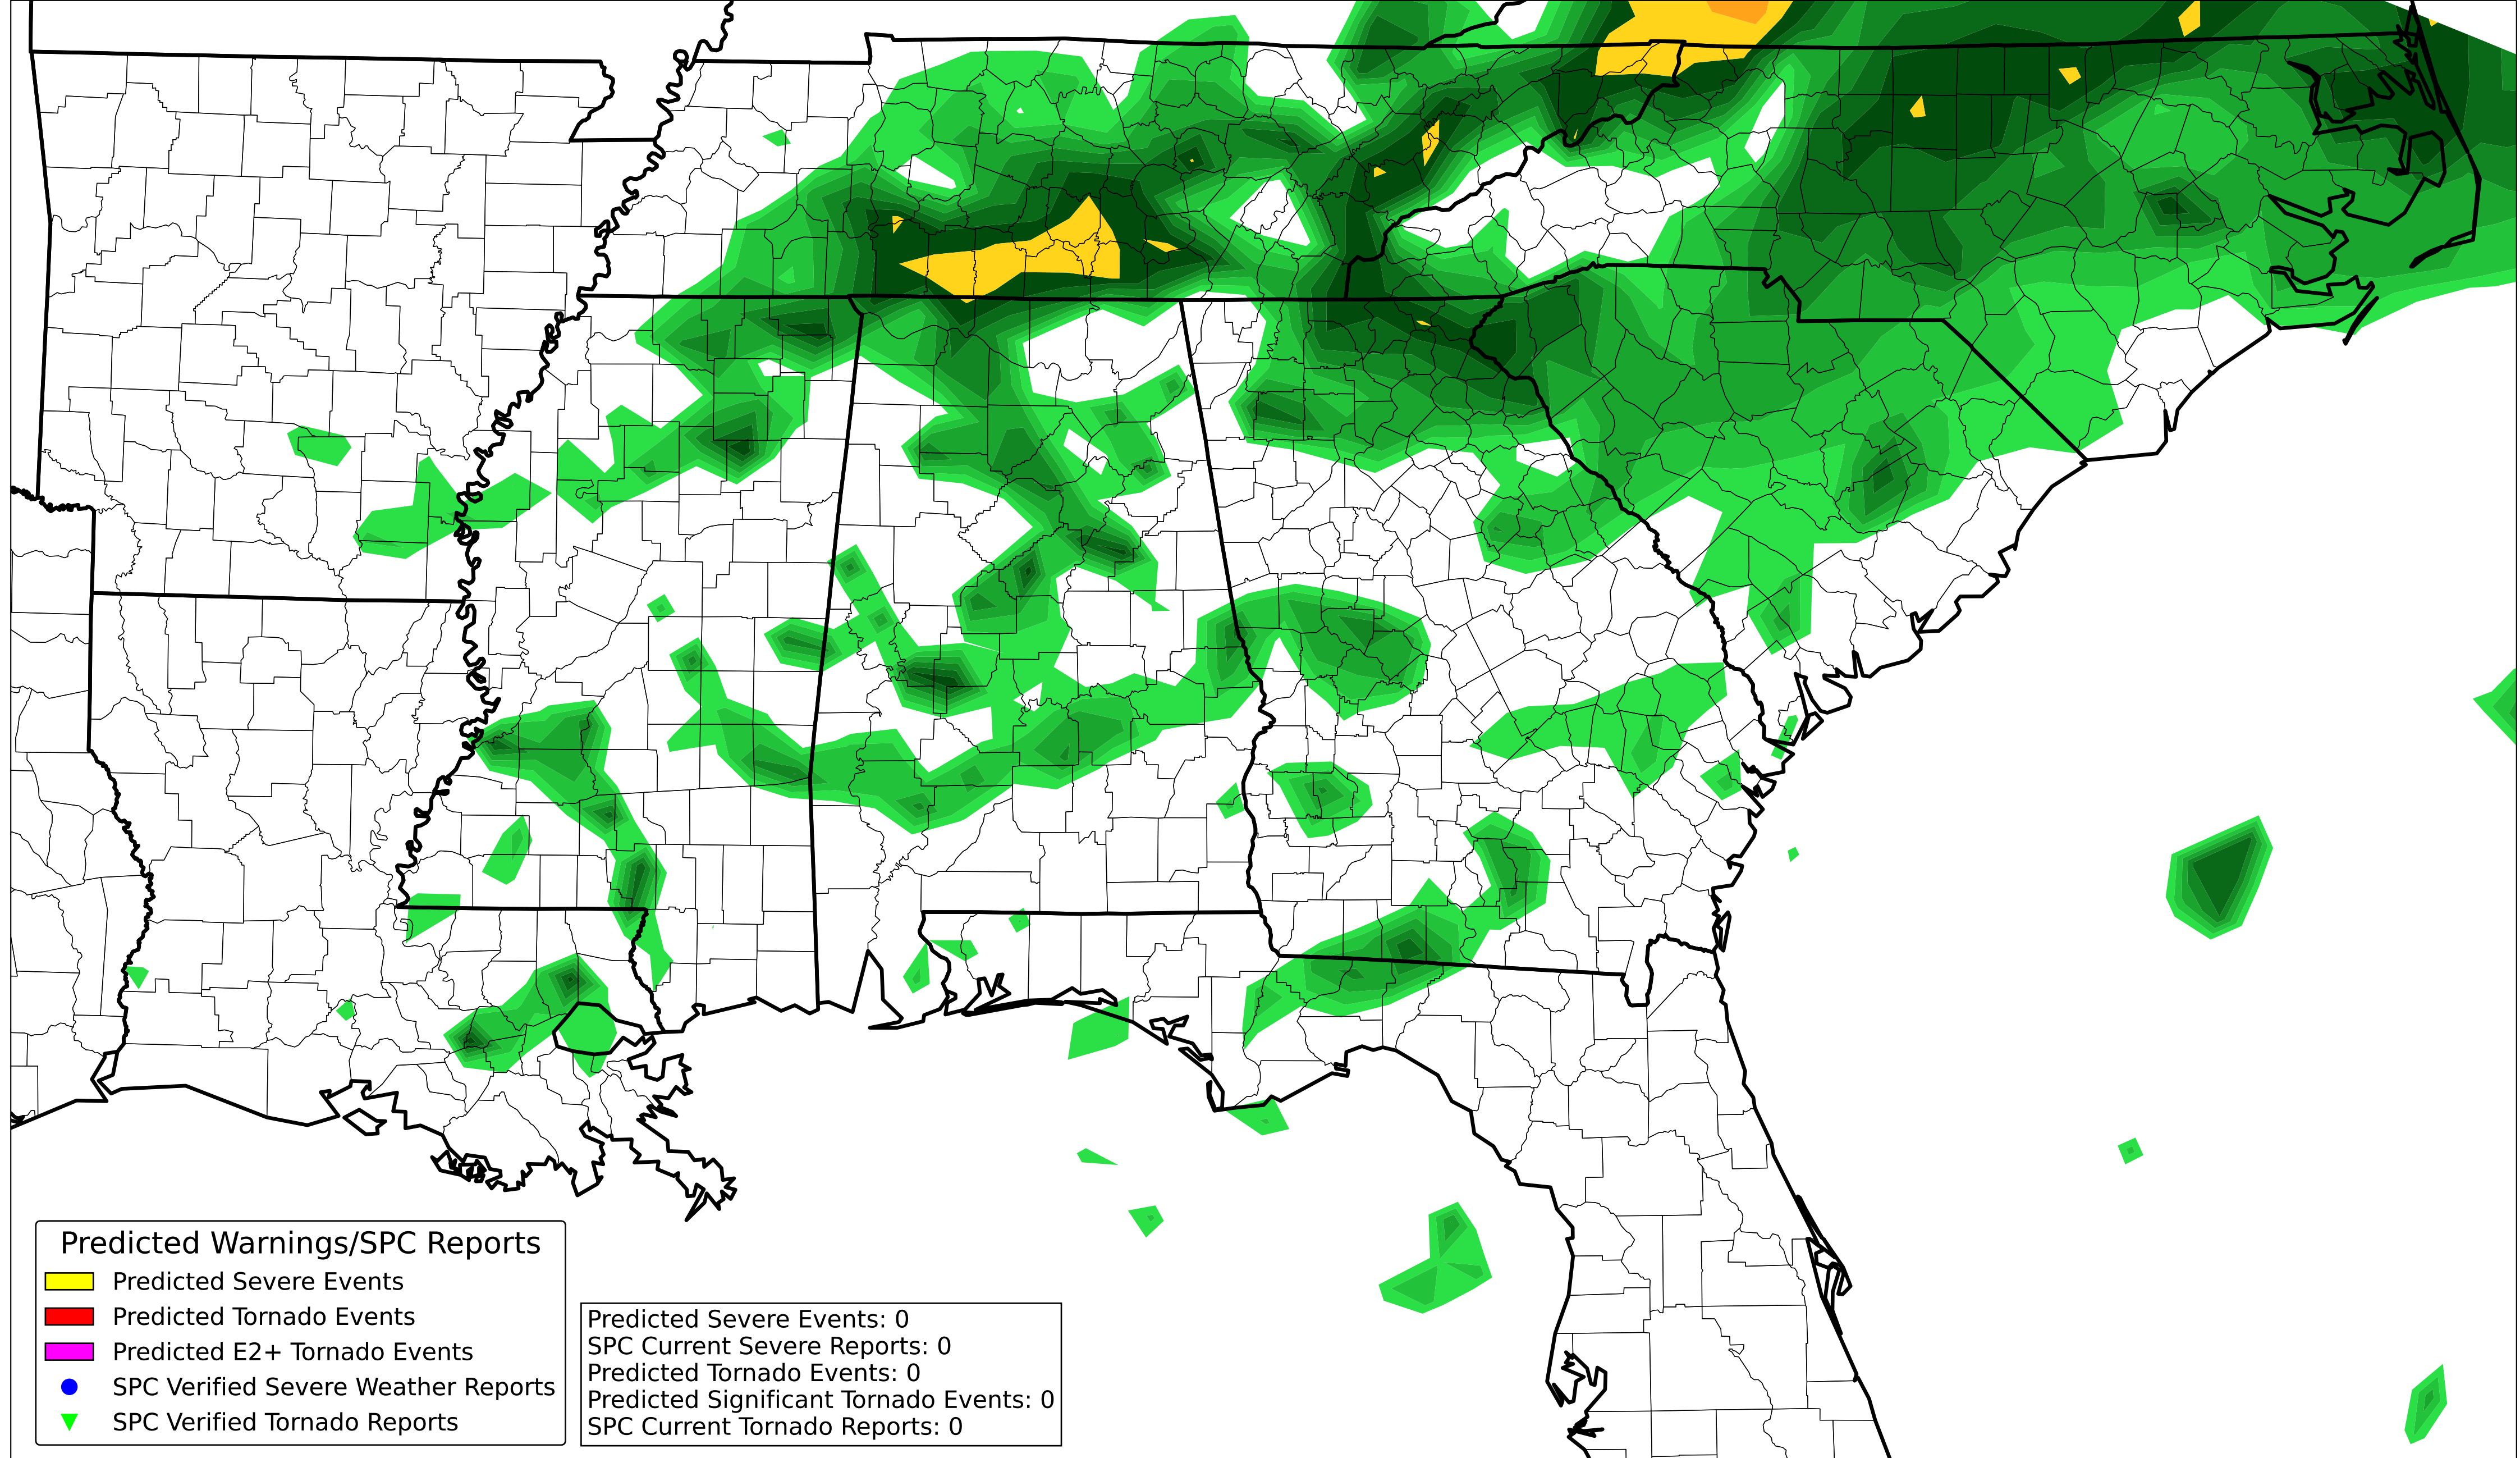 Predicted Warnings/SPC Reports
Predicted Severe Events
Predicted Tornado Events
Predicted E2+ Tornado Events
SPC Verified Severe Weather Reports
SPC Verified Tornado Reports
Predicted Severe Events: 0
SPC Current Severe Reports: 0
Predicted Tornado Events: 0
Predicted Significant Tornado Events: 0
SPC Current Tornado Reports: 0